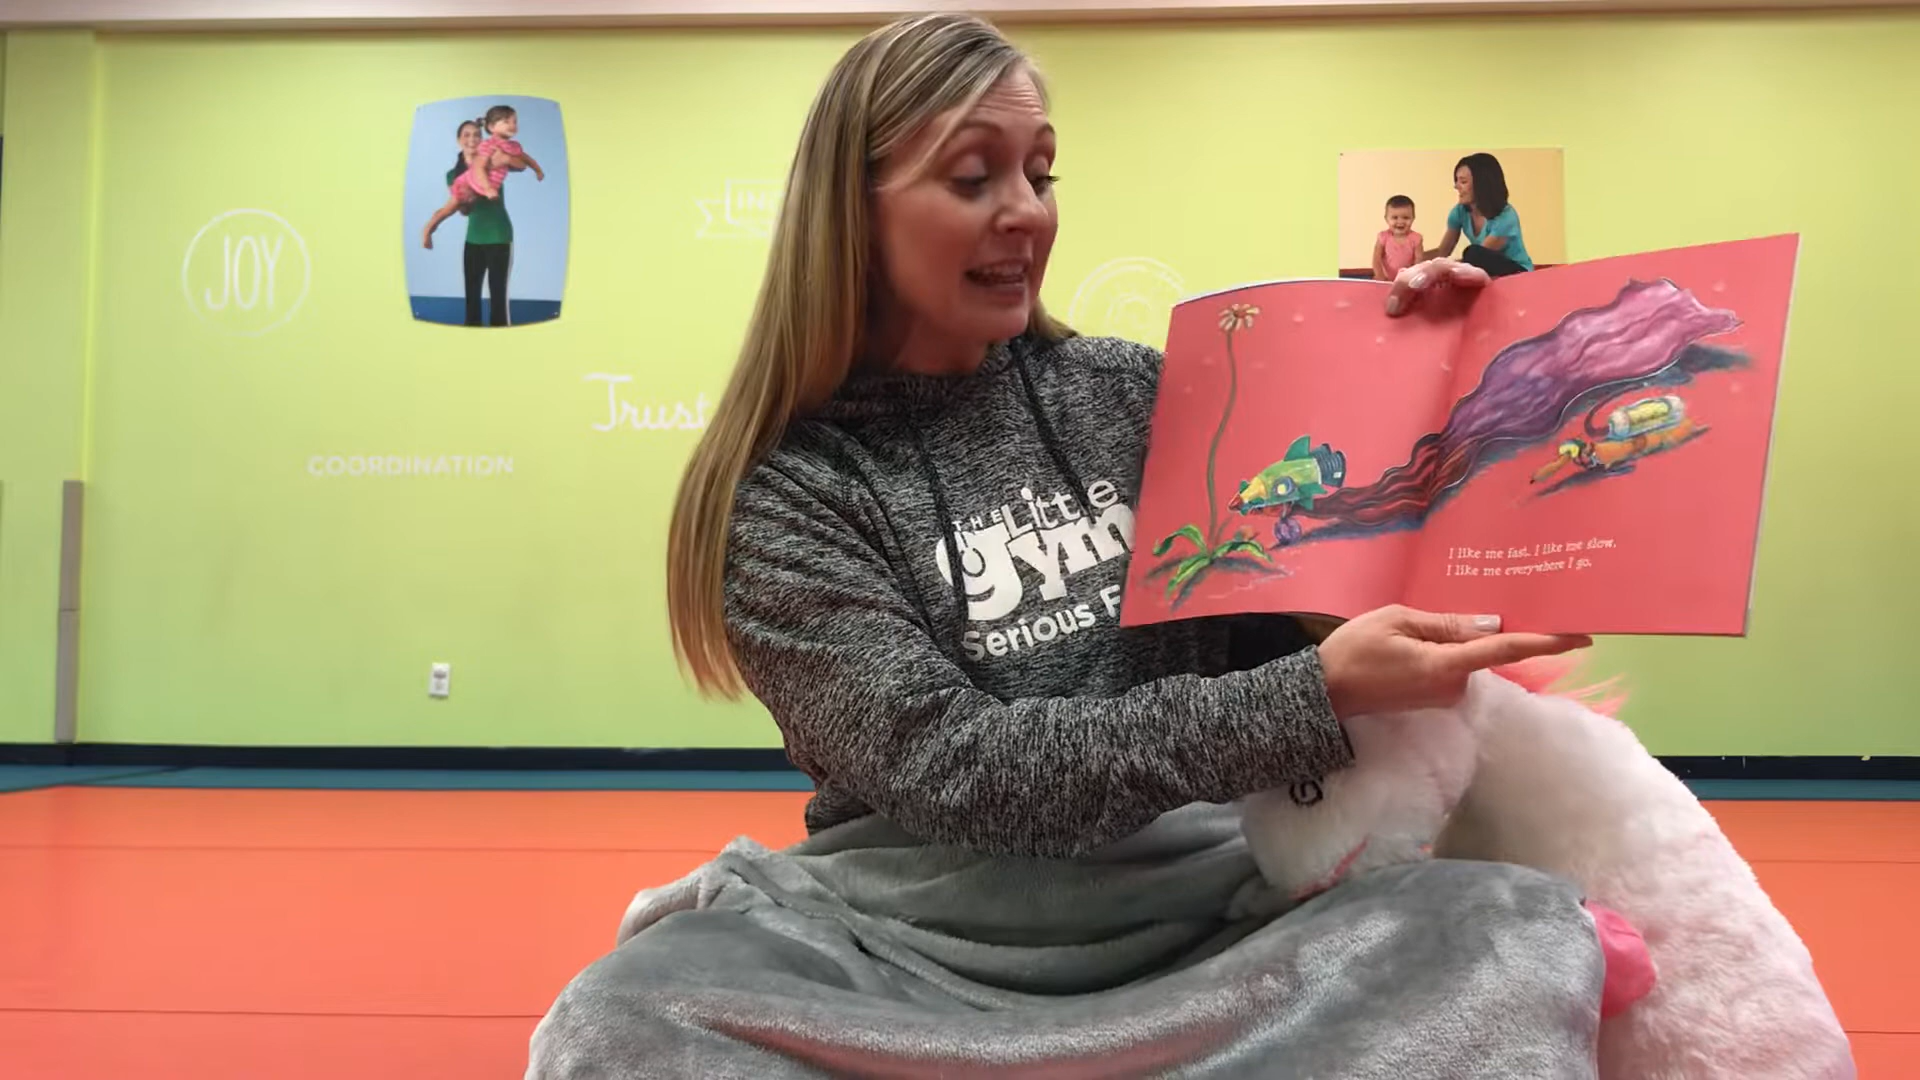 JOY
Trust
COORDINATION
THE Little
gym
Serious F
I like me fast. I like me slow.
I like me everywhere I go.